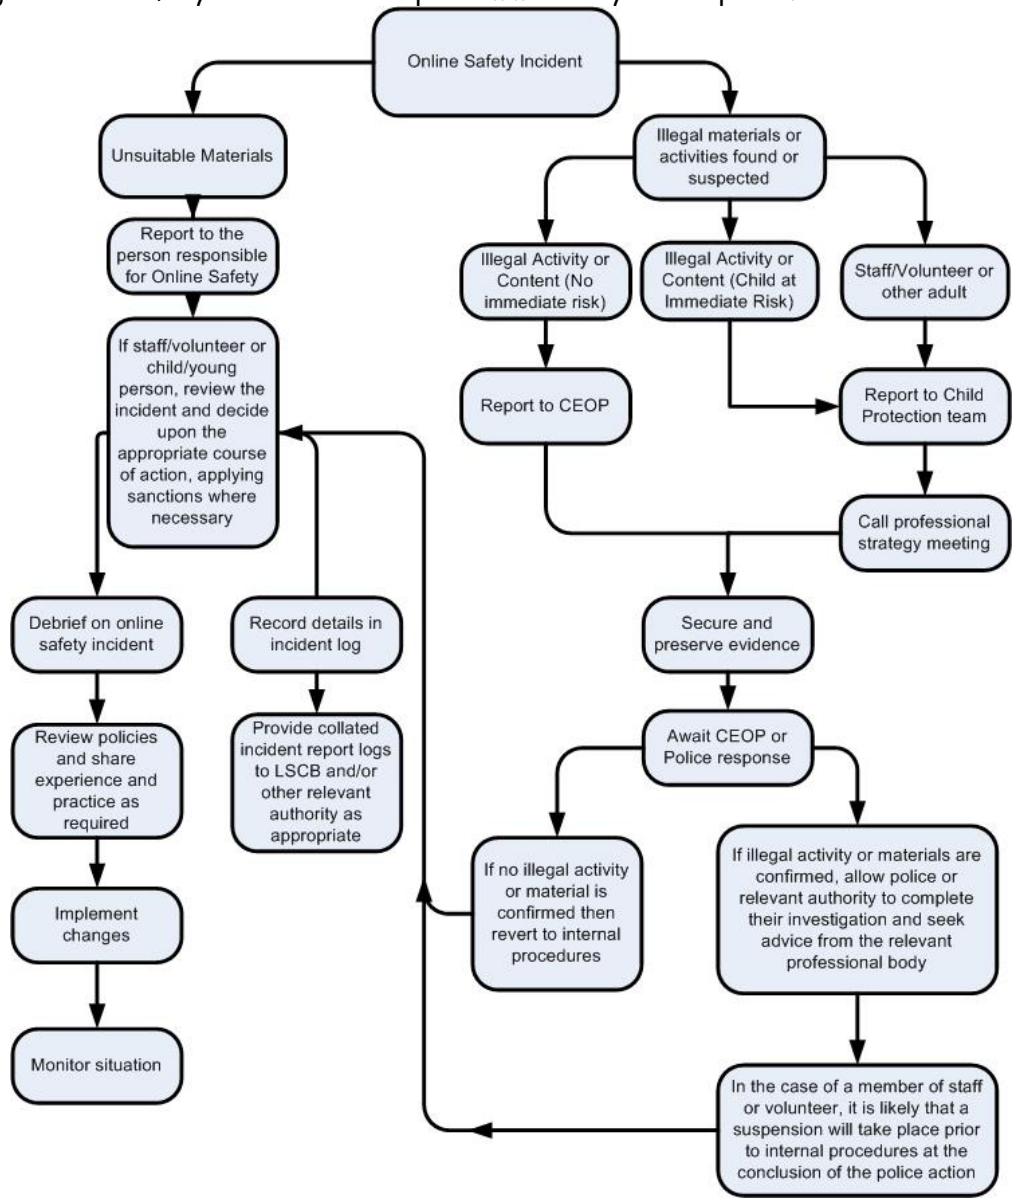 Online Safety Incident
Unsuitable Materials
Illegal materials or
activities found or
suspected
Report to the
person responsible
for Online Safety
Illegal Activity or
Content (No
immediate risk)
Illegal Activity or
Content (Child at
Immediate Risk)
Staff/Volunteer or
other adult
If staff/volunteer or
child/young
person, review the
incident and decide
upon the
appropriate course
of action, applying
sanctions where
necessary
Report to CEOP
Report to Child
Protection team
Call professional
strategy meeting
Debrief on online
safety incident
Record details in
incident log
Secure and
preserve evidence
Review policies
and share
experience and
practice as
required
Provide collated
incident report logs
to LSCB and/or
other relevant
authority as
appropriate
Await CEOP or
Police response
If no illegal activity
or material is
confirmed then
revert to internal
procedures
If illegal activity or materials are
confirmed, allow police or
relevant authority to complete
their investigation and seek
advice from the relevant
professional body
Implement
changes
Monitor situation
In the case of a member of staff
or volunteer, it is likely that a
suspension will take place prior
to internal procedures at the
conclusion of the police action